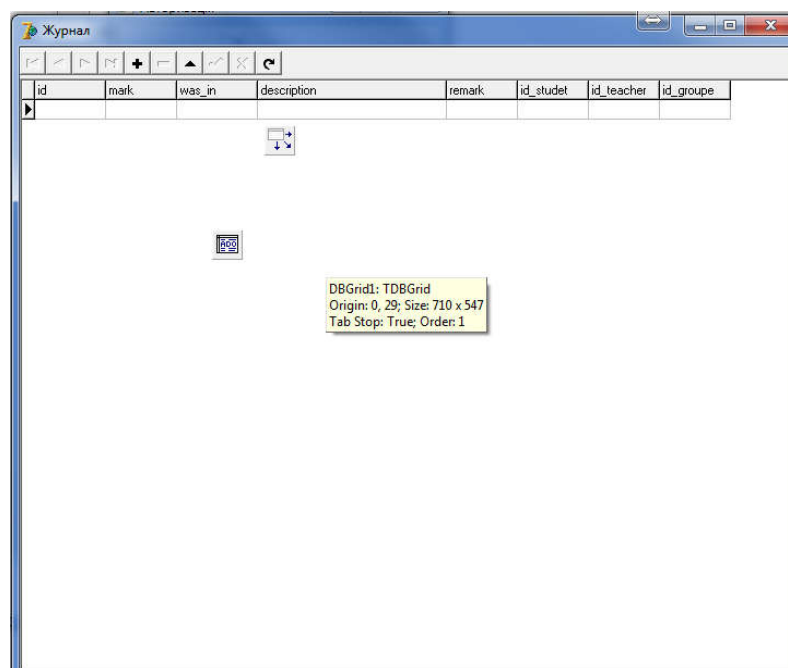 Журнал
id mark was_in description remark id_studet id_teacher id_groupe
ADO
DBGrid1: TDBGrid
Origin: 0, 29; Size: 710 x 547
Tab Stop: True; Order: 1